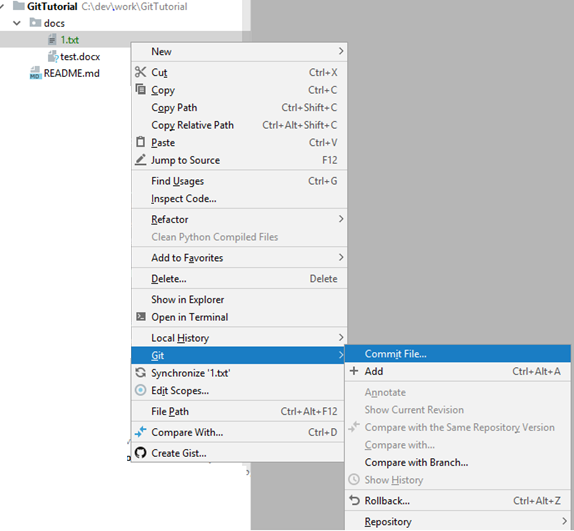 GitTutorial C:\dev\work\GitTutorial
docs
1.txt
test.docx
README.md
New
Cut Ctrl+X
Copy Ctrl+C
Copy Path Ctrl+Shift+C
Copy Relative Path Ctrl+Alt+Shift+C
Paste Ctrl+V
Jump to Source F12
Find Usages Ctrl+G
Inspect Code...
Refactor
Clean Python Compiled Files
Add to Favorites
Delete... Delete
Show in Explorer
Open in Terminal
Local History
Git
Synchronize '1.txt'
Edit Scopes...
File Path Ctrl+Alt+F12
Compare With... Ctrl+D
Create Gist...
Commit File...
Add Ctrl+Alt+A
Annotate
Show Current Revision
Compare with the Same Repository Version
Compare with...
Compare with Branch...
Show History
Rollback... Ctrl+Alt+Z
Repository